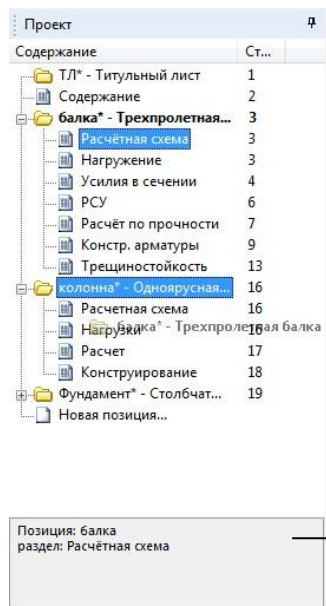 Проект
Содержание Ст...
ТЛ* - Титульный лист 1
Содержание 2
балка* - Трехпролетная... 3
Расчётная схема 3
Нагружение 3
Усилия в сечении 4
РСУ 6
Расчёт по прочности 7
Констр. арматуры 9
Трещиностойкость 13
колонна* - Одноярусная... 16
Расчетная схема 16
Нагрузки 16
балка* - Трехпролетная балка
Расчет 17
Конструирование 18
Фундамент* - Столбчат... 19
Новая позиция...
Позиция: балка
раздел: Расчётная схема